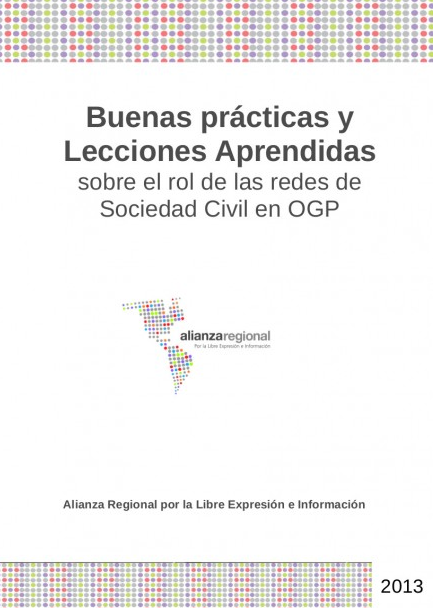 Buenas prácticas y
Lecciones Aprendidas
sobre el rol de las redes de
Sociedad Civil en OGP
alianzaregional
Por la Libre Expresión e Información
Alianza Regional por la Libre Expresión e Información
2013